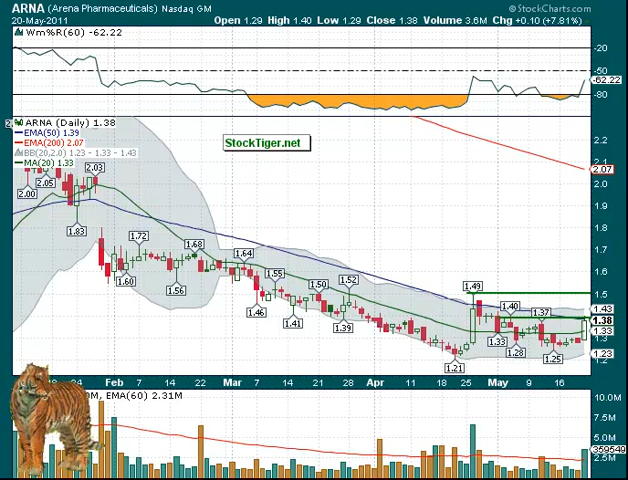 ARNA (Arena Pharmaceuticals) Nasdaq GM © StockCharts.com
20-May-2011 Open 1.29 High 1.40 Low 1.29 Close 1.38 Volume 3.6M Chg +0.10 (+7.81%)
Wm%R(60) -62.22
-20
-50
-62.22
-80
ARNA (Daily) 1.38
EMA(50) 1.39
EMA(200) 2.07
BB(20,2.0) 1.23 - 1.33 - 1.43
MA(20) 1.33
StockTiger.net
2.2
2.1
2.07
2.0
1.9
1.8
1.7
1.6
1.5
1.43
1.38
1.33
1.3
1.23
2.00
2.05
2.03
1.83
1.60
1.72
1.56
1.68
1.64
1.46
1.55
1.41
1.50
1.39
1.52
1.21
1.49
1.33
1.40
1.28
1.37
1.25
18 24 Feb 7 14 22 Mar 7 14 21 28 Apr 11 18 25 May 9 16
EMA(60) 2.31M
10.0M
7.5M
5.0M
2.5M